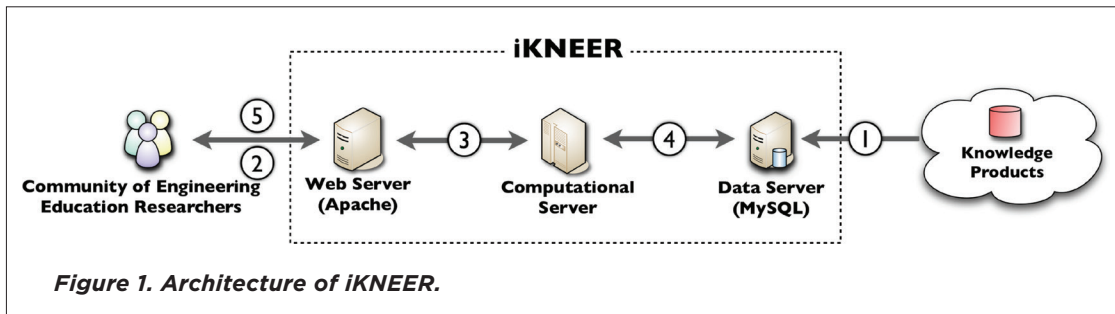 iKNEER
5
2
3
4
1
Community of Engineering
Education Researchers
Web Server
(Apache)
Computational
Server
Data Server
(MySQL)
Knowledge
Products
Figure 1. Architecture of iKNEER.